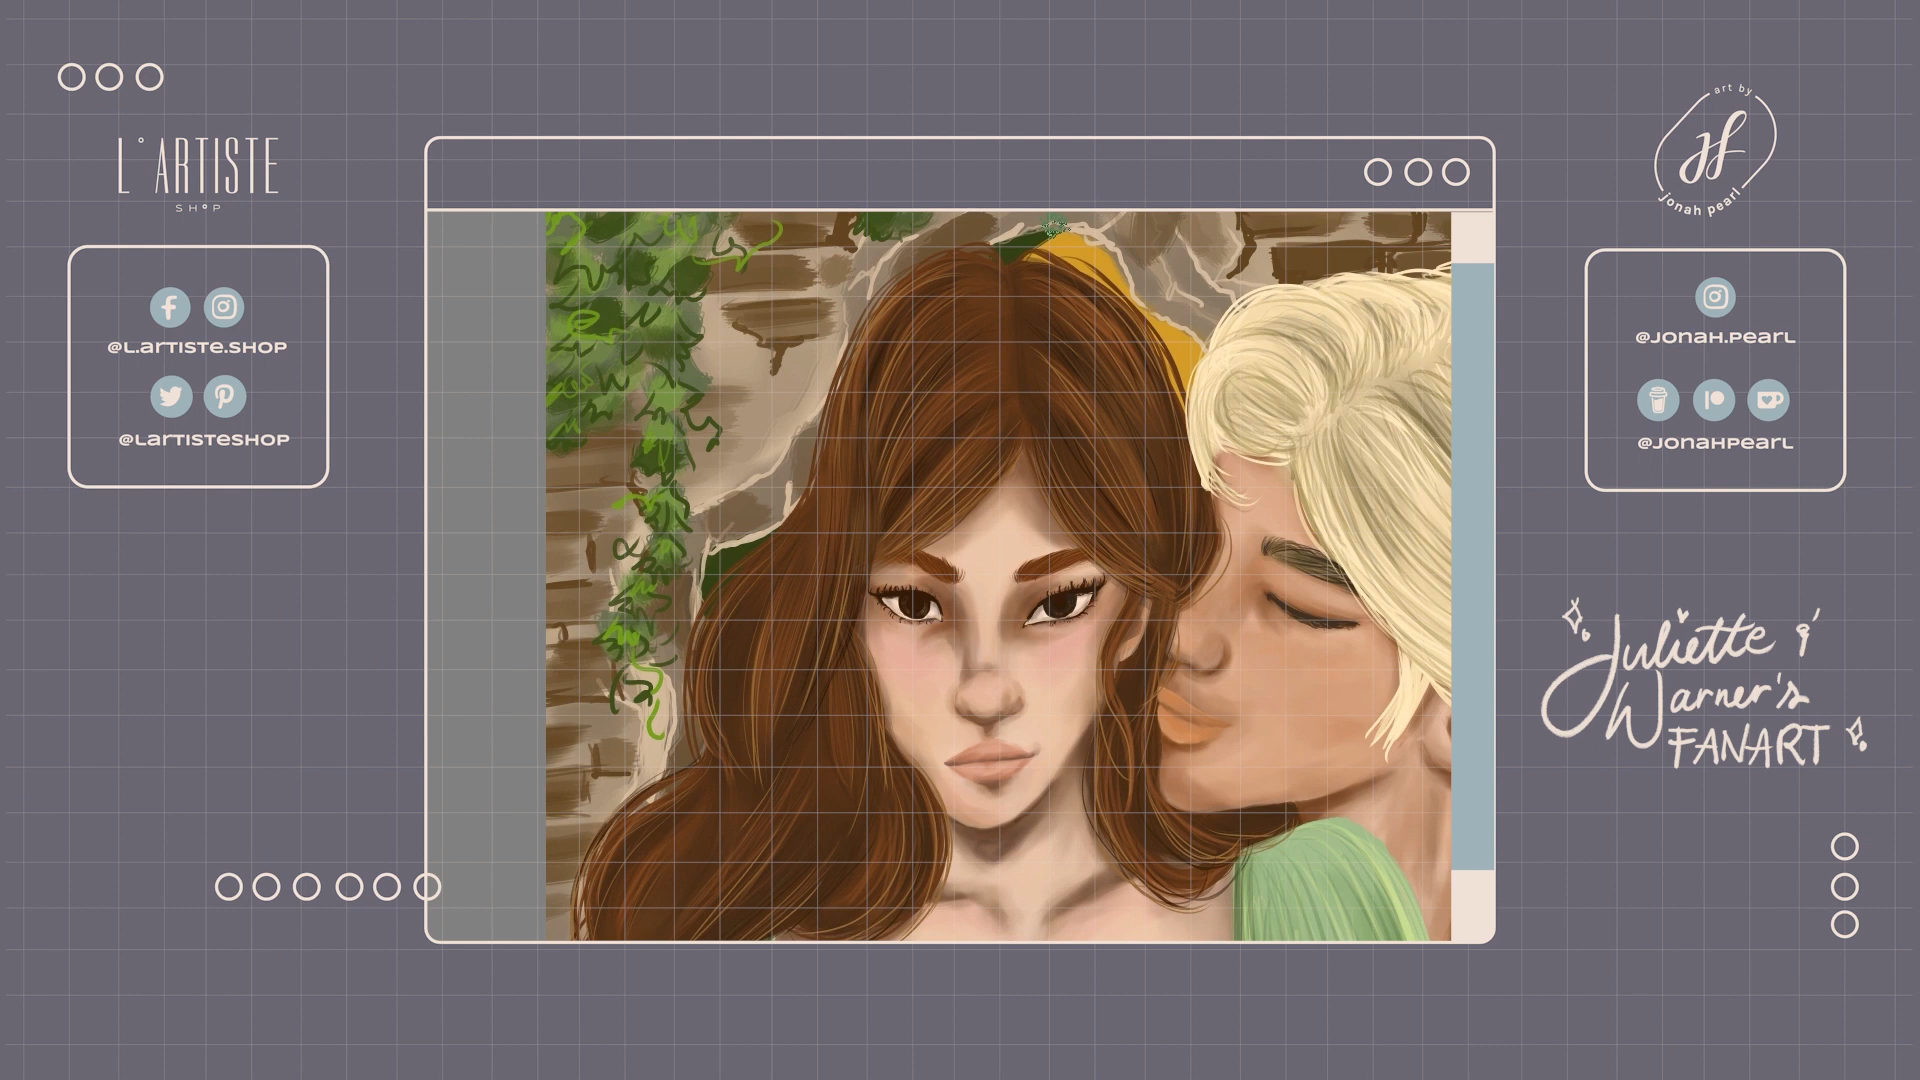 L°ARTISTE
SHOP
@L.ARTISTE.SHOP
@LARTISTESHOP
art by
JP
jonah pearl
@JONAH.PEARL
@JONAHPEARL
Juliette &
Warner's
FANART